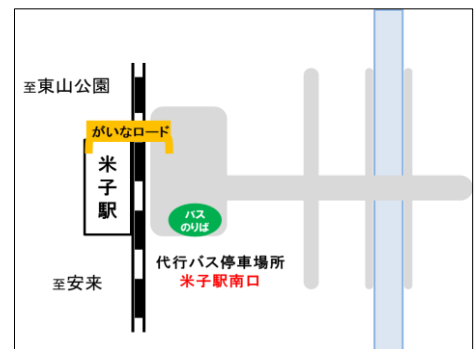 至東山公園
がいなロード
米子駅
バス
のりば
代行バス停車場所
米子駅南口
至安来